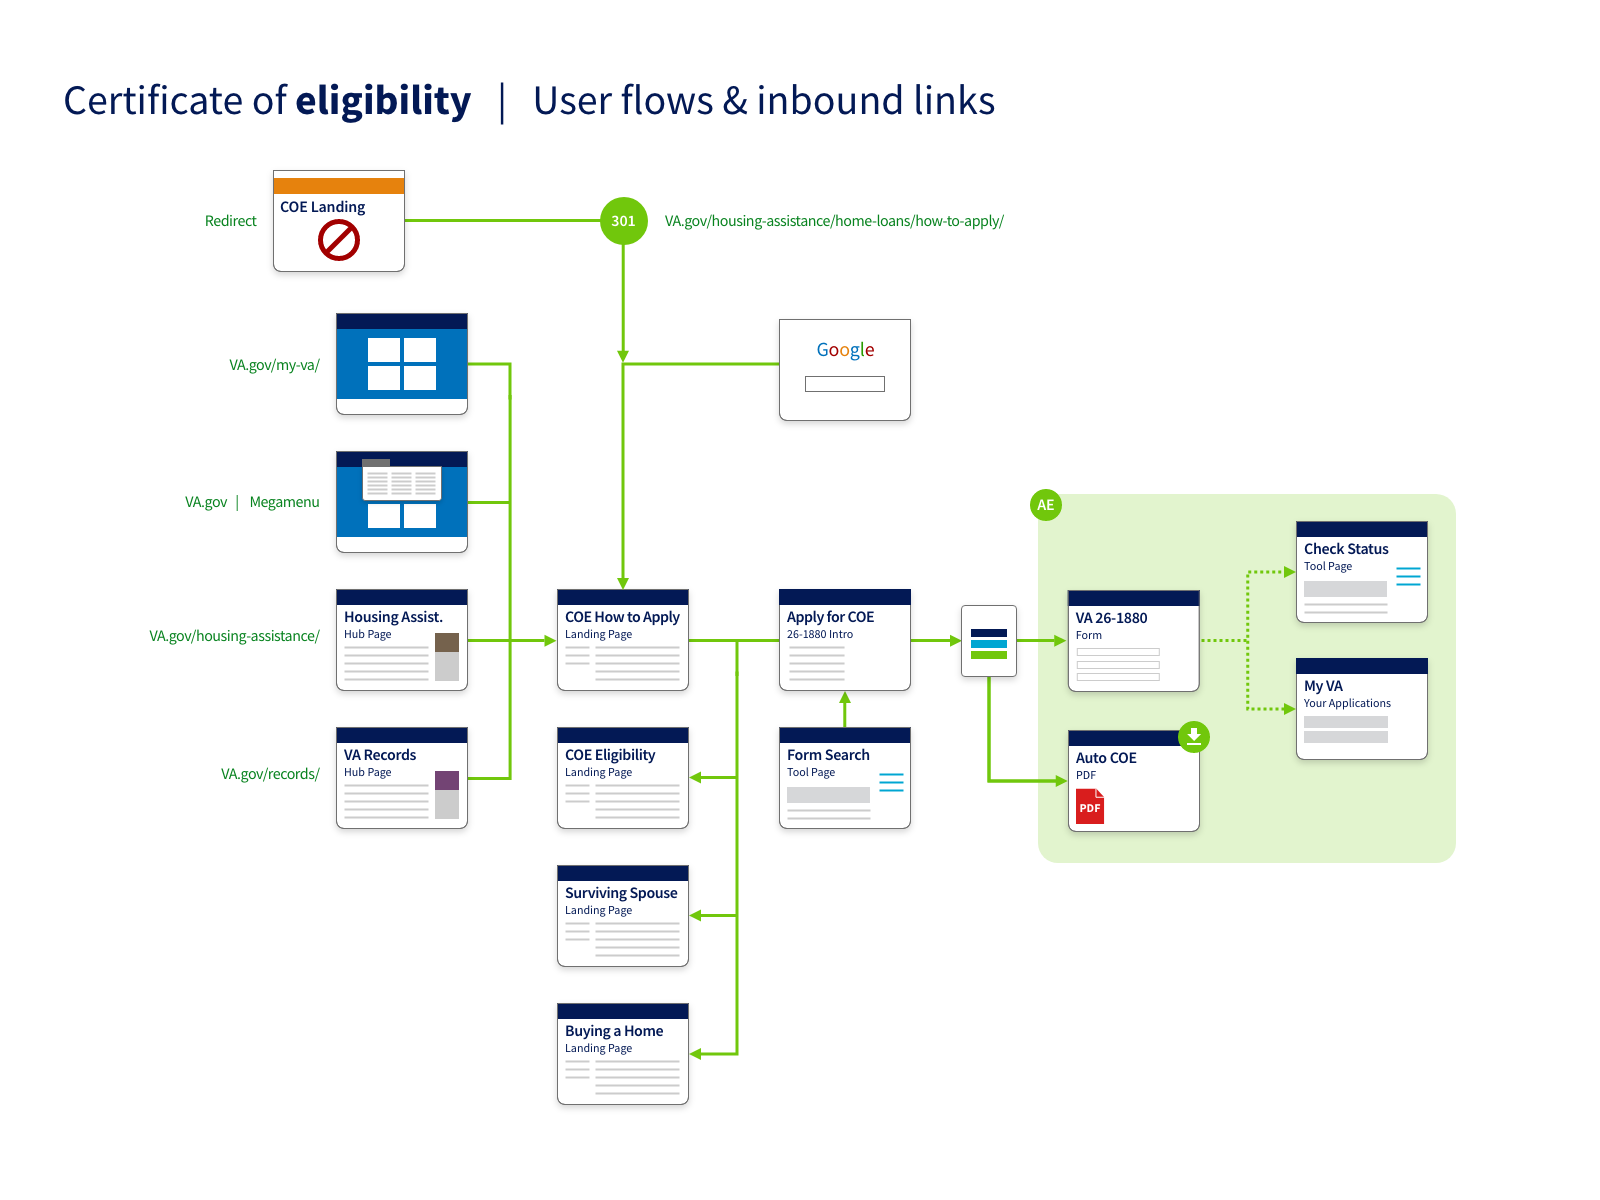 Certificate of eligibility | User flows & inbound links
Redirect
COE Landing
301
VA.gov/housing-assistance/home-loans/how-to-apply/
VA.gov/my-va/
Google
VA.gov | Megamenu
AE
Check Status
Tool Page
VA.gov/housing-assistance/
Housing Assist.
Hub Page
COE How to Apply
Landing Page
Apply for COE
26-1880 Intro
VA 26-1880
Form
My VA
Your Applications
VA.gov/records/
VA Records
Hub Page
COE Eligibility
Landing Page
Form Search
Tool Page
Auto COE
PDF
PDF
Surviving Spouse
Landing Page
Buying a Home
Landing Page